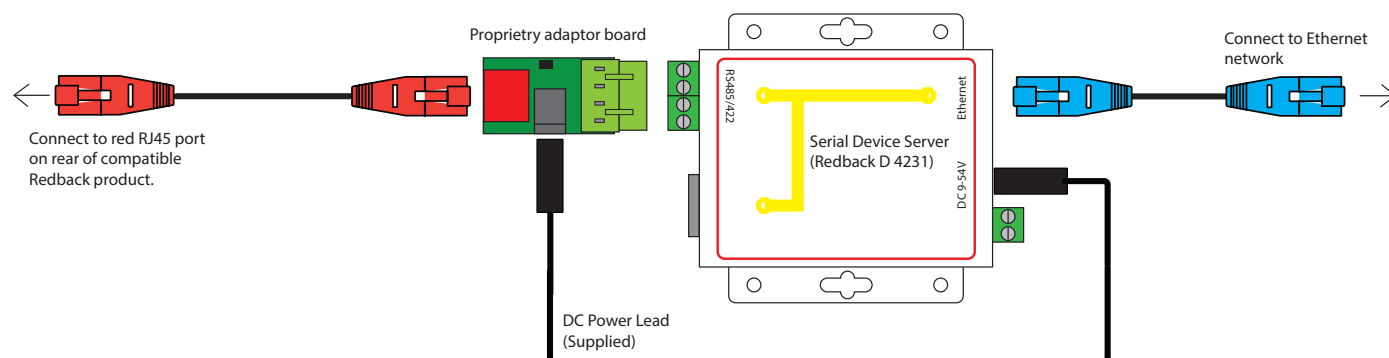 Proprietry adaptor board
Connect to Ethernet
network
RS485/422
Ethernet
Connect to red RJ45 port
on rear of compatible
Redback product.
Serial Device Server
(Redback D 4231)
DC 9-54V
DC Power Lead
(Supplied)